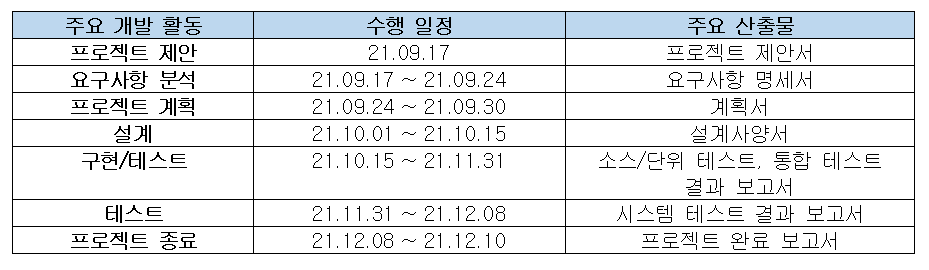 주요 개발 활동 수행 일정 주요 산출물
프로젝트 제안 21.09.17 프로젝트 제안서
요구사항 분석 21.09.17 ~ 21.09.24 요구사항 명세서
프로젝트 계획 21.09.24 ~ 21.09.30 계획서
설계 21.10.01 ~ 21.10.15 설계사양서
구현/테스트 21.10.15 ~ 21.11.31 소스/단위 테스트, 통합 테스트
결과 보고서
테스트 21.11.31 ~ 21.12.08 시스템 테스트 결과 보고서
프로젝트 종료 21.12.08 ~ 21.12.10 프로젝트 완료 보고서